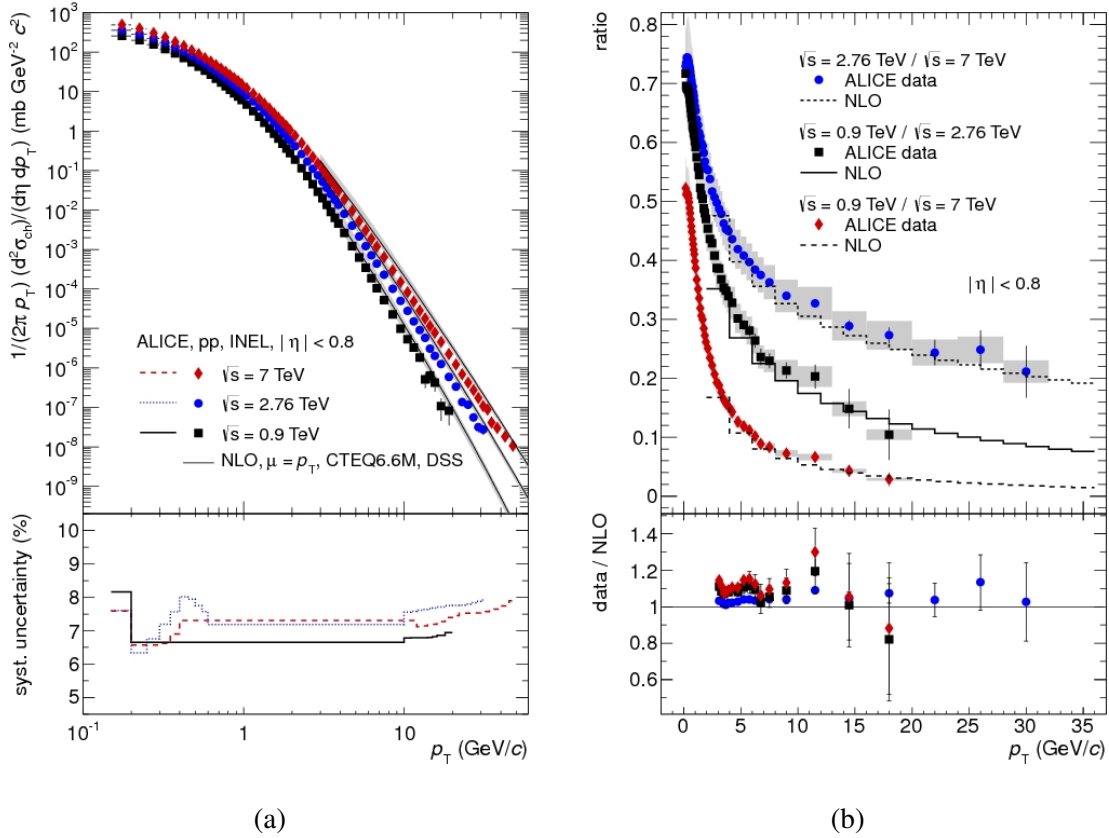 1/(2π p_T) (d²σ_ch)/(dη dp_T) (mb GeV⁻² c²)
10³
10²
10
1
10⁻¹
10⁻²
10⁻³
10⁻⁴
10⁻⁵
10⁻⁶
10⁻⁷
10⁻⁸
10⁻⁹
ALICE, pp, INEL, | η | < 0.8
√s = 7 TeV
√s = 2.76 TeV
√s = 0.9 TeV
NLO, μ = p_T, CTEQ6.6M, DSS
syst. uncertainty (%)
10
9
8
7
6
5
10⁻¹
1
10
p_T (GeV/c)
(a)
ratio
0.8
0.7
0.6
0.5
0.4
0.3
0.2
0.1
0
√s = 2.76 TeV / √s = 7 TeV
ALICE data
NLO
√s = 0.9 TeV / √s = 2.76 TeV
ALICE data
NLO
√s = 0.9 TeV / √s = 7 TeV
ALICE data
NLO
| η | < 0.8
data / NLO
1.4
1.2
1
0.8
0.6
0 5 10 15 20 25 30 35
p_T (GeV/c)
(b)